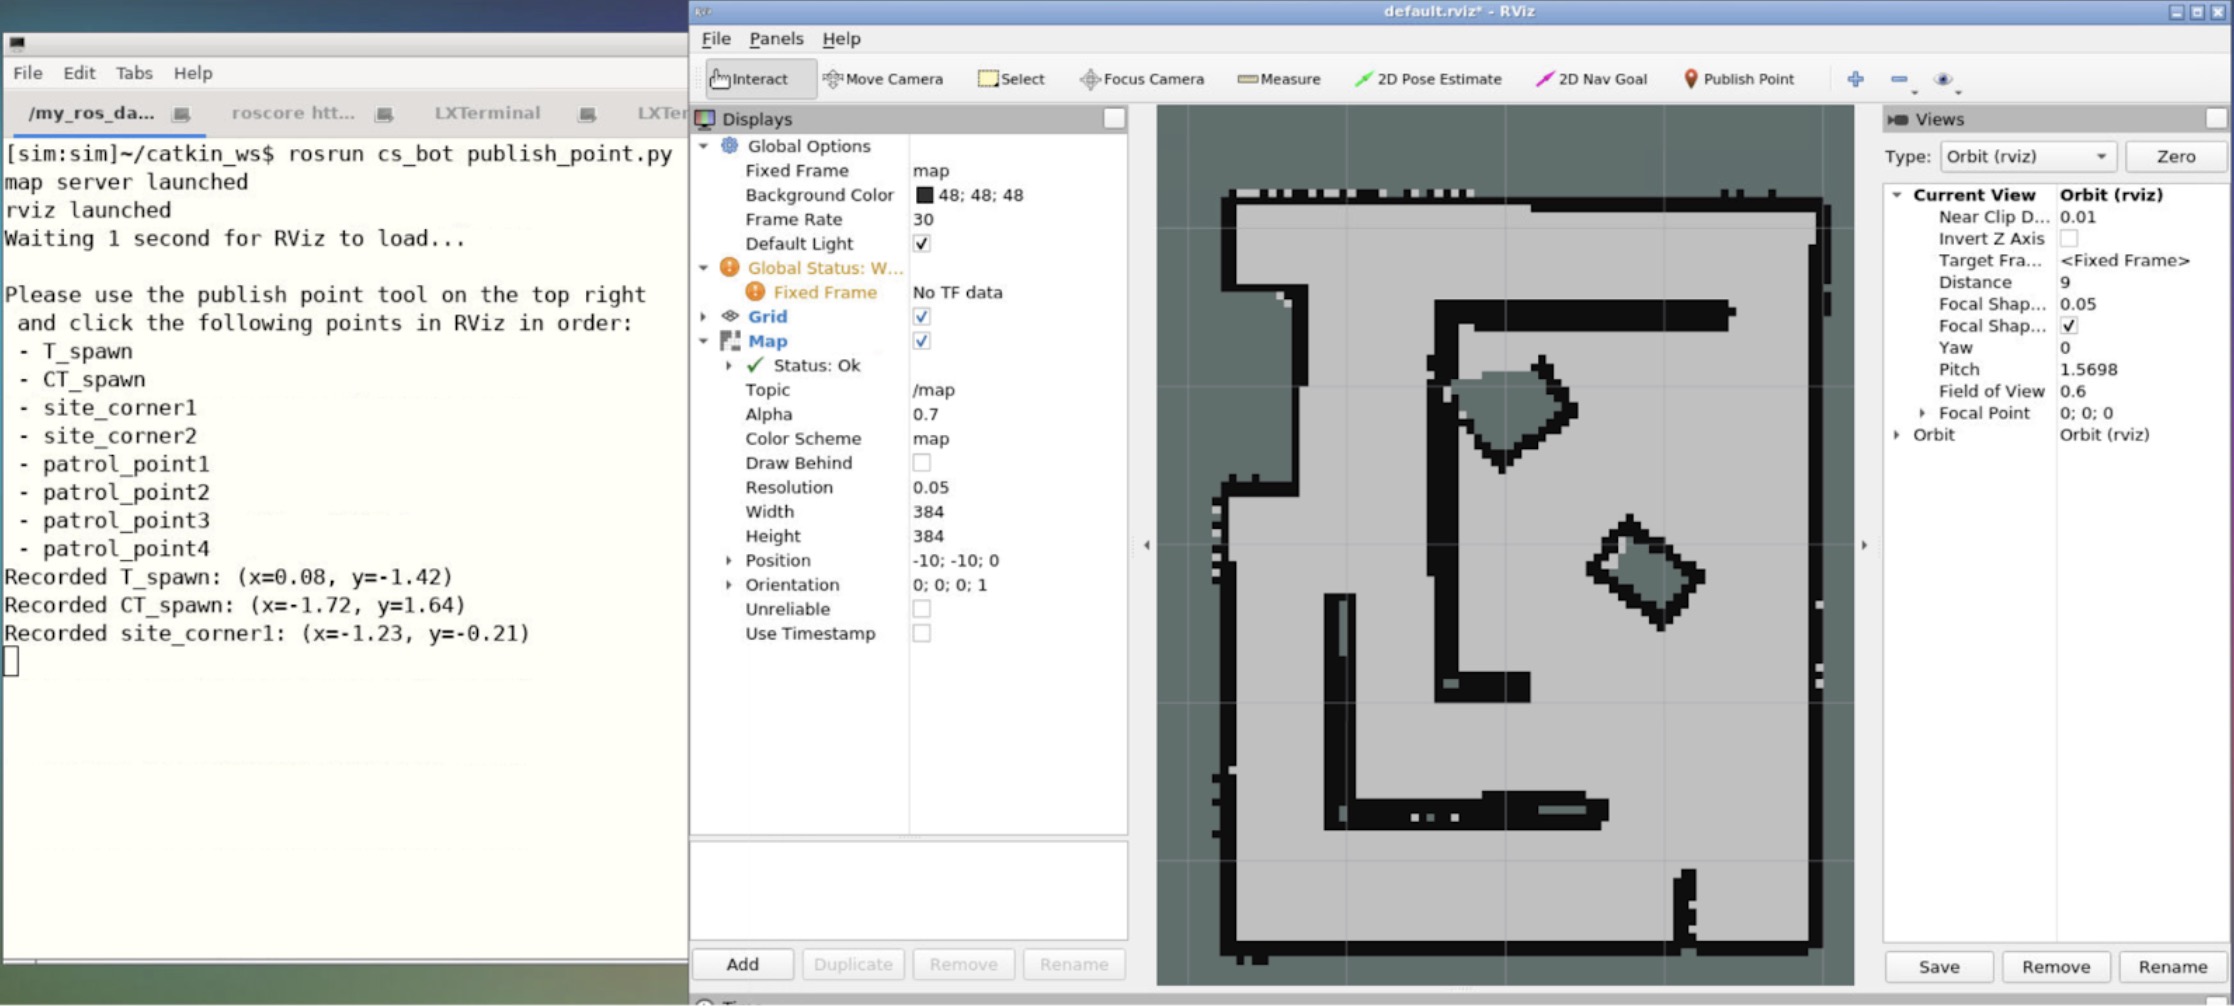 File Edit Tabs Help
/my_ros_da... roscore htt... LXTerminal LXTer
[sim:sim]~/catkin_ws$ rosrun cs_bot publish_point.py
map server launched
rviz launched
Waiting 1 second for RViz to load...
Please use the publish point tool on the top right
and click the following points in RViz in order:
- T_spawn
- CT_spawn
- site_corner1
- site_corner2
- patrol_point1
- patrol_point2
- patrol_point3
- patrol_point4
Recorded T_spawn: (x=0.08, y=-1.42)
Recorded CT_spawn: (x=-1.72, y=1.64)
Recorded site_corner1: (x=-1.23, y=-0.21)
default.rviz* - RViz
File Panels Help
Interact Move Camera Select Focus Camera Measure 2D Pose Estimate 2D Nav Goal Publish Point
Displays
Global Options
Fixed Frame map
Background Color 48; 48; 48
Frame Rate 30
Default Light
Global Status: W...
Fixed Frame No TF data
Grid
Map
Status: Ok
Topic /map
Alpha 0.7
Color Scheme map
Draw Behind
Resolution 0.05
Width 384
Height 384
Position -10; -10; 0
Orientation 0; 0; 0; 1
Unreliable
Use Timestamp
Add Duplicate Remove Rename
Views
Type: Orbit (rviz) Zero
Current View Orbit (rviz)
Near Clip D... 0.01
Invert Z Axis
Target Fra... <Fixed Frame>
Distance 9
Focal Shap... 0.05
Focal Shap...
Yaw 0
Pitch 1.5698
Field of View 0.6
Focal Point 0; 0; 0
Orbit Orbit (rviz)
Save Remove Rename